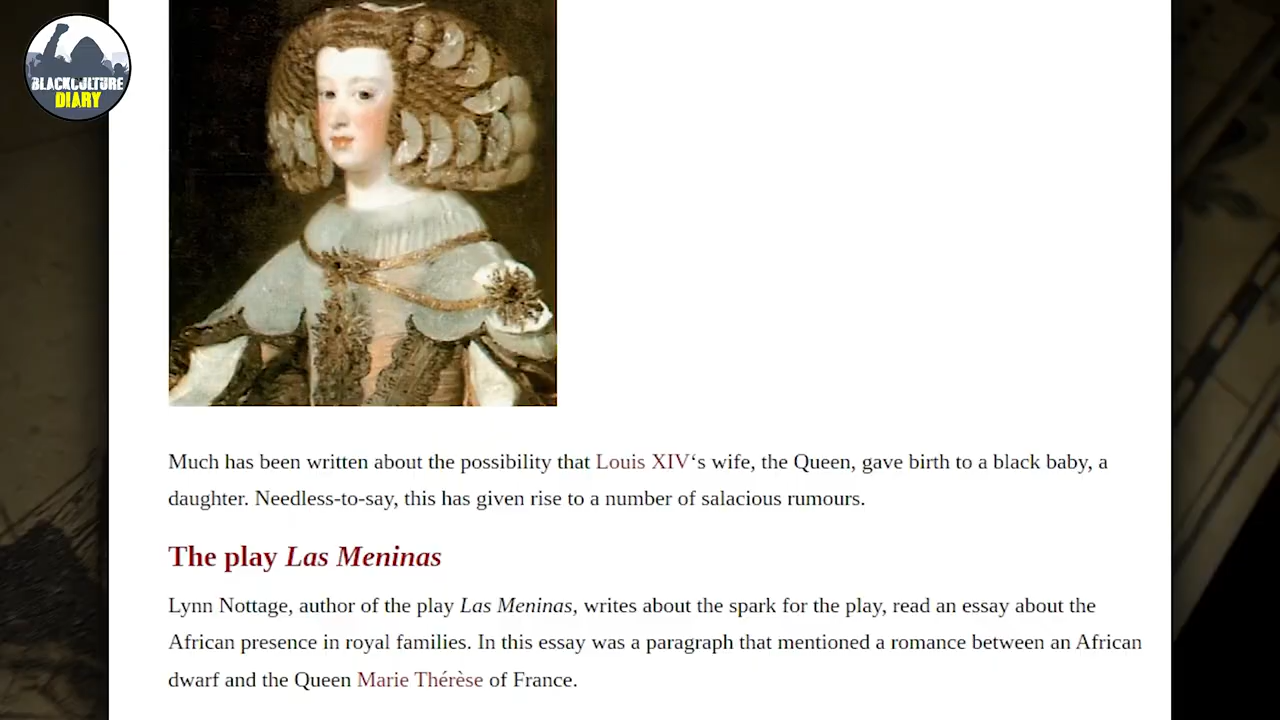 BLACKCULTURE
DIARY
Much has been written about the possibility that Louis XIV‘s wife, the Queen, gave birth to a black baby, a
daughter. Needless-to-say, this has given rise to a number of salacious rumours.
The play Las Meninas
Lynn Nottage, author of the play Las Meninas, writes about the spark for the play, read an essay about the
African presence in royal families. In this essay was a paragraph that mentioned a romance between an African
dwarf and the Queen Marie Thérèse of France.